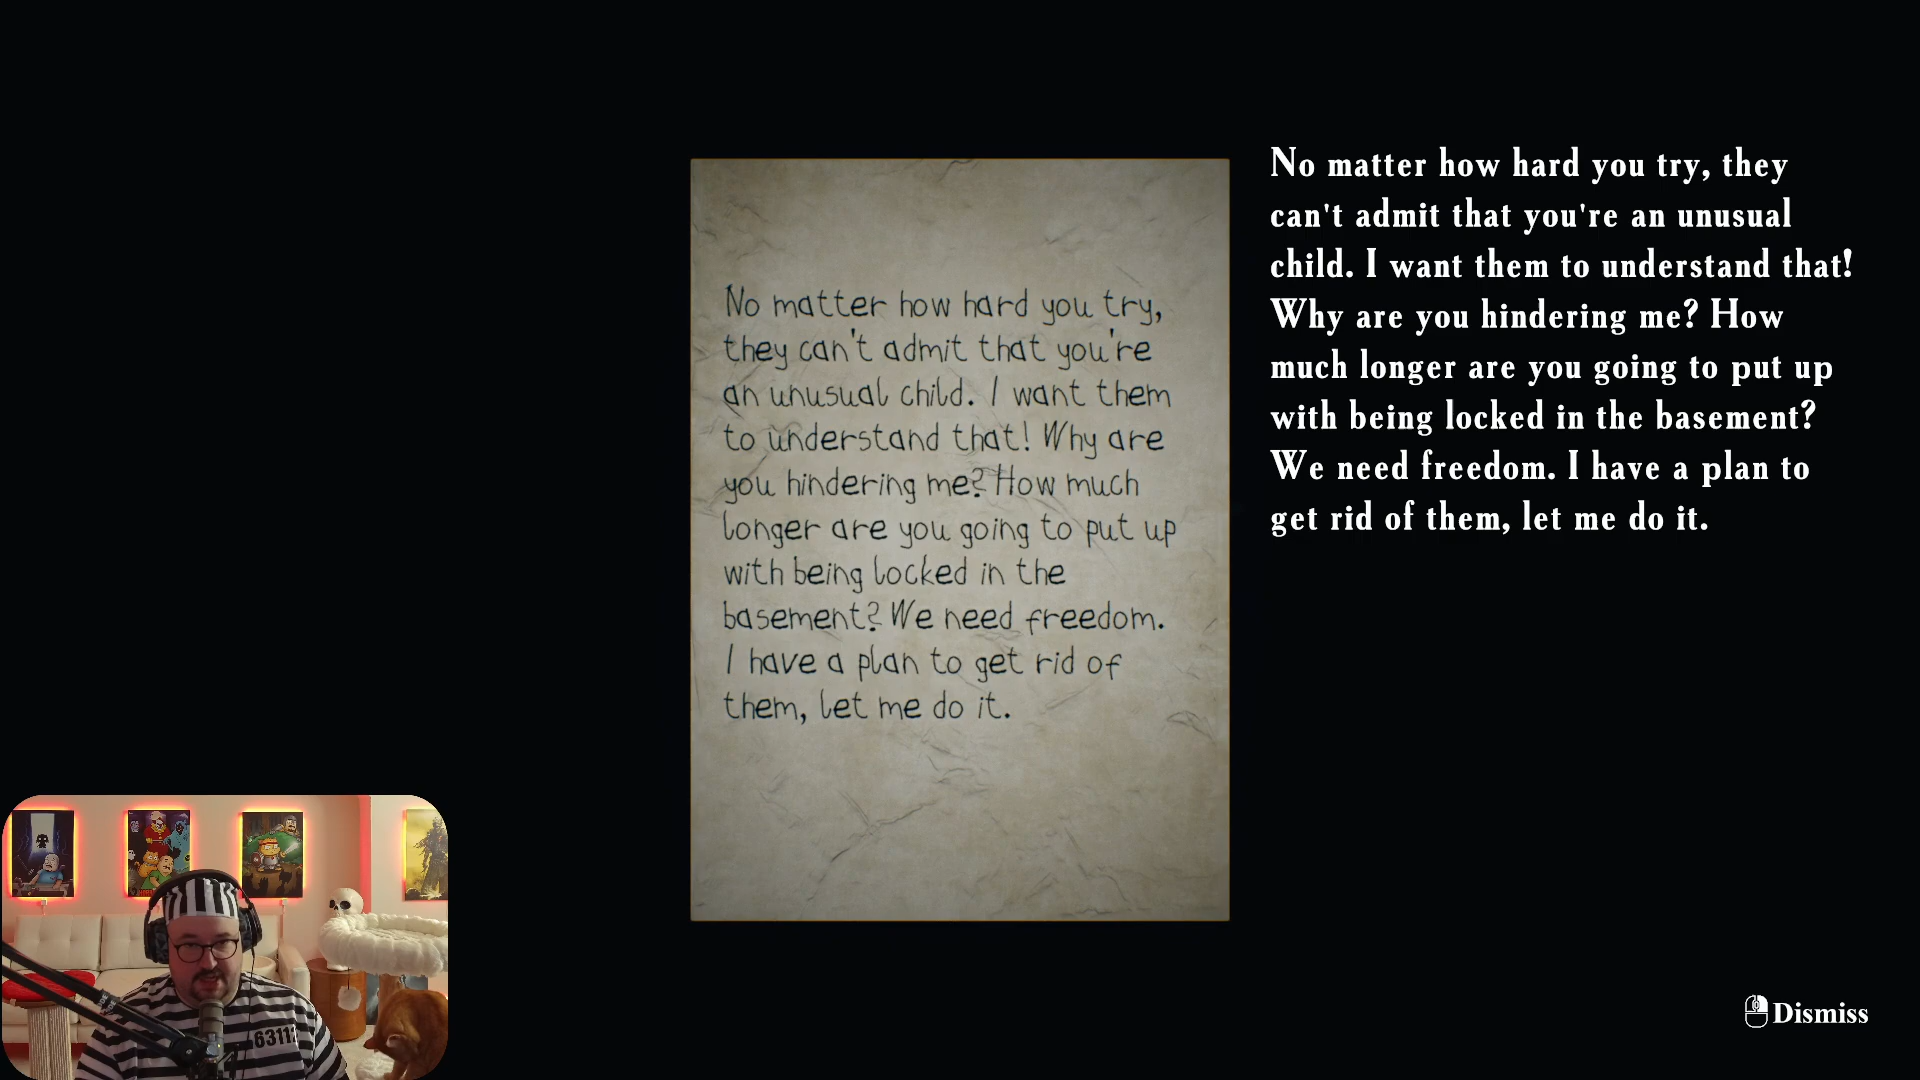 No matter how hard you try,
they can't admit that you're
an unusual child. I want them
to understand that! Why are
you hindering me? How much
longer are you going to put up
with being locked in the
basement? We need freedom.
I have a plan to get rid of
them, let me do it.
No matter how hard you try, they
can't admit that you're an unusual
child. I want them to understand that!
Why are you hindering me? How
much longer are you going to put up
with being locked in the basement?
We need freedom. I have a plan to
get rid of them, let me do it.
Dismiss